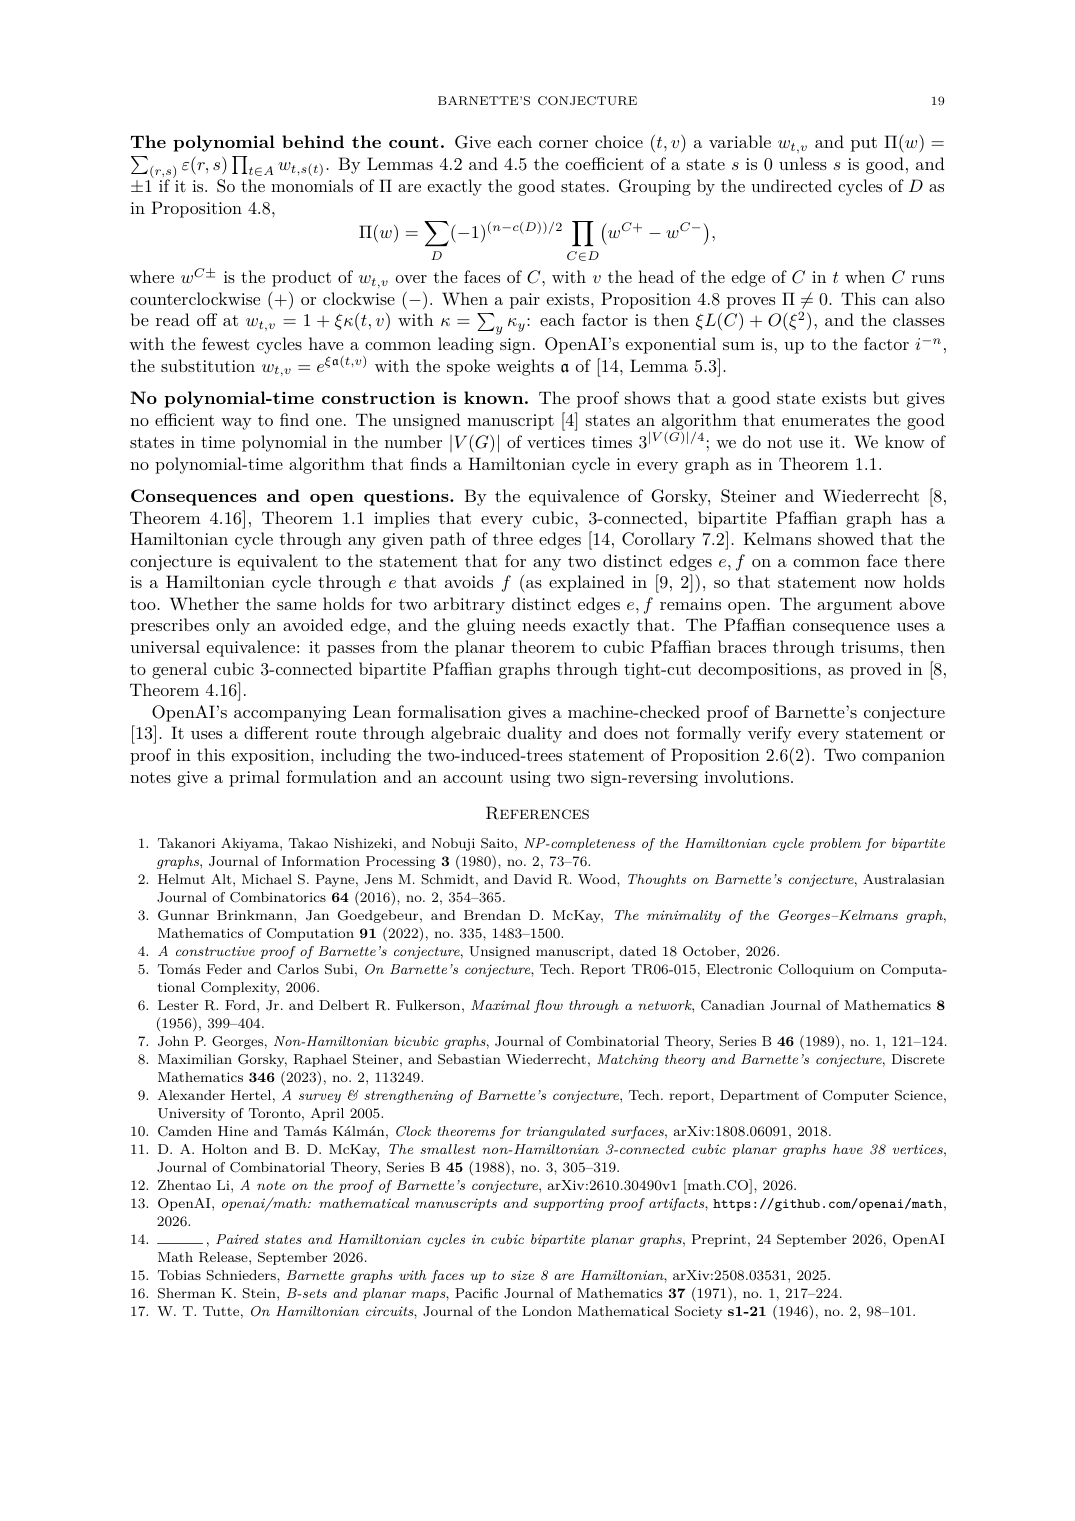 BARNETTE'S CONJECTURE 19
The polynomial behind the count. Give each corner choice (t, v) a variable w_{t,v} and put Π(w) =
∑_{(r,s)} ε(r, s) ∏_{t∈A} w_{t,s(t)}. By Lemmas 4.2 and 4.5 the coefficient of a state s is 0 unless s is good, and
±1 if it is. So the monomials of Π are exactly the good states. Grouping by the undirected cycles of D as
in Proposition 4.8,
Π(w) = ∑_D (−1)^{(n−c(D))/2} ∏_{C∈D} (w^{C+} − w^{C−}),
where w^{C±} is the product of w_{t,v} over the faces of C, with v the head of the edge of C in t when C runs
counterclockwise (+) or clockwise (−). When a pair exists, Proposition 4.8 proves Π ≠ 0. This can also
be read off at w_{t,v} = 1 + ξκ(t, v) with κ = ∑_y κ_y: each factor is then ξL(C) + O(ξ²), and the classes
with the fewest cycles have a common leading sign. OpenAI's exponential sum is, up to the factor i^{−n},
the substitution w_{t,v} = e^{ξ𝔞(t,v)} with the spoke weights 𝔞 of [14, Lemma 5.3].
No polynomial-time construction is known. The proof shows that a good state exists but gives
no efficient way to find one. The unsigned manuscript [4] states an algorithm that enumerates the good
states in time polynomial in the number |V(G)| of vertices times 3^{|V(G)|/4}; we do not use it. We know of
no polynomial-time algorithm that finds a Hamiltonian cycle in every graph as in Theorem 1.1.
Consequences and open questions. By the equivalence of Gorsky, Steiner and Wiederrecht [8,
Theorem 4.16], Theorem 1.1 implies that every cubic, 3-connected, bipartite Pfaffian graph has a
Hamiltonian cycle through any given path of three edges [14, Corollary 7.2]. Kelmans showed that the
conjecture is equivalent to the statement that for any two distinct edges e, f on a common face there
is a Hamiltonian cycle through e that avoids f (as explained in [9, 2]), so that statement now holds
too. Whether the same holds for two arbitrary distinct edges e, f remains open. The argument above
prescribes only an avoided edge, and the gluing needs exactly that. The Pfaffian consequence uses a
universal equivalence: it passes from the planar theorem to cubic Pfaffian braces through trisums, then
to general cubic 3-connected bipartite Pfaffian graphs through tight-cut decompositions, as proved in [8,
Theorem 4.16].
OpenAI's accompanying Lean formalisation gives a machine-checked proof of Barnette's conjecture
[13]. It uses a different route through algebraic duality and does not formally verify every statement or
proof in this exposition, including the two-induced-trees statement of Proposition 2.6(2). Two companion
notes give a primal formulation and an account using two sign-reversing involutions.
References
1. Takanori Akiyama, Takao Nishizeki, and Nobuji Saito, NP-completeness of the Hamiltonian cycle problem for bipartite
graphs, Journal of Information Processing 3 (1980), no. 2, 73–76.
2. Helmut Alt, Michael S. Payne, Jens M. Schmidt, and David R. Wood, Thoughts on Barnette's conjecture, Australasian
Journal of Combinatorics 64 (2016), no. 2, 354–365.
3. Gunnar Brinkmann, Jan Goedgebeur, and Brendan D. McKay, The minimality of the Georges–Kelmans graph,
Mathematics of Computation 91 (2022), no. 335, 1483–1500.
4. A constructive proof of Barnette's conjecture, Unsigned manuscript, dated 18 October, 2026.
5. Tomás Feder and Carlos Subi, On Barnette's conjecture, Tech. Report TR06-015, Electronic Colloquium on Computa-
tional Complexity, 2006.
6. Lester R. Ford, Jr. and Delbert R. Fulkerson, Maximal flow through a network, Canadian Journal of Mathematics 8
(1956), 399–404.
7. John P. Georges, Non-Hamiltonian bicubic graphs, Journal of Combinatorial Theory, Series B 46 (1989), no. 1, 121–124.
8. Maximilian Gorsky, Raphael Steiner, and Sebastian Wiederrecht, Matching theory and Barnette's conjecture, Discrete
Mathematics 346 (2023), no. 2, 113249.
9. Alexander Hertel, A survey & strengthening of Barnette's conjecture, Tech. report, Department of Computer Science,
University of Toronto, April 2005.
10. Camden Hine and Tamás Kálmán, Clock theorems for triangulated surfaces, arXiv:1808.06091, 2018.
11. D. A. Holton and B. D. McKay, The smallest non-Hamiltonian 3-connected cubic planar graphs have 38 vertices,
Journal of Combinatorial Theory, Series B 45 (1988), no. 3, 305–319.
12. Zhentao Li, A note on the proof of Barnette's conjecture, arXiv:2610.30490v1 [math.CO], 2026.
13. OpenAI, openai/math: mathematical manuscripts and supporting proof artifacts, https://github.com/openai/math,
2026.
14. ______, Paired states and Hamiltonian cycles in cubic bipartite planar graphs, Preprint, 24 September 2026, OpenAI
Math Release, September 2026.
15. Tobias Schnieders, Barnette graphs with faces up to size 8 are Hamiltonian, arXiv:2508.03531, 2025.
16. Sherman K. Stein, B-sets and planar maps, Pacific Journal of Mathematics 37 (1971), no. 1, 217–224.
17. W. T. Tutte, On Hamiltonian circuits, Journal of the London Mathematical Society s1-21 (1946), no. 2, 98–101.